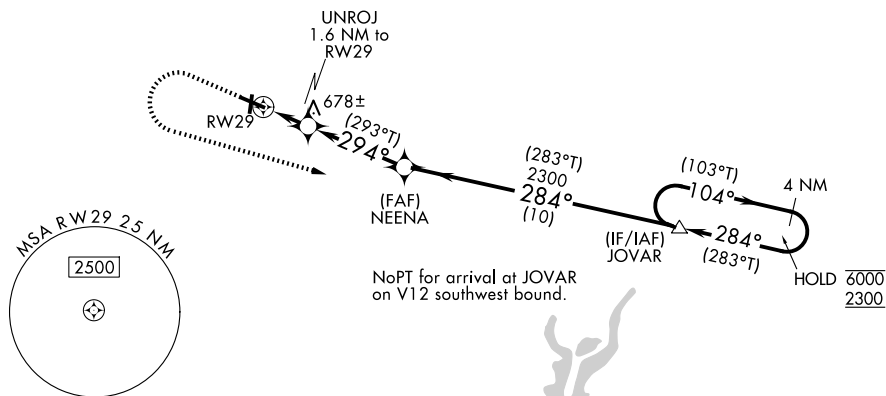 UNROJ
1.6 NM to
RW29
678±
RW29
(293°T)
294°
(FAF)
NEENA
(283°T)
2300
284°
(10)
(103°T)
104°
4 NM
(IF/IAF)
JOVAR
284°
(283°T)
HOLD 6000
2300
NoPT for arrival at JOVAR
on V12 southwest bound.
MSA RW29 25 NM
2500